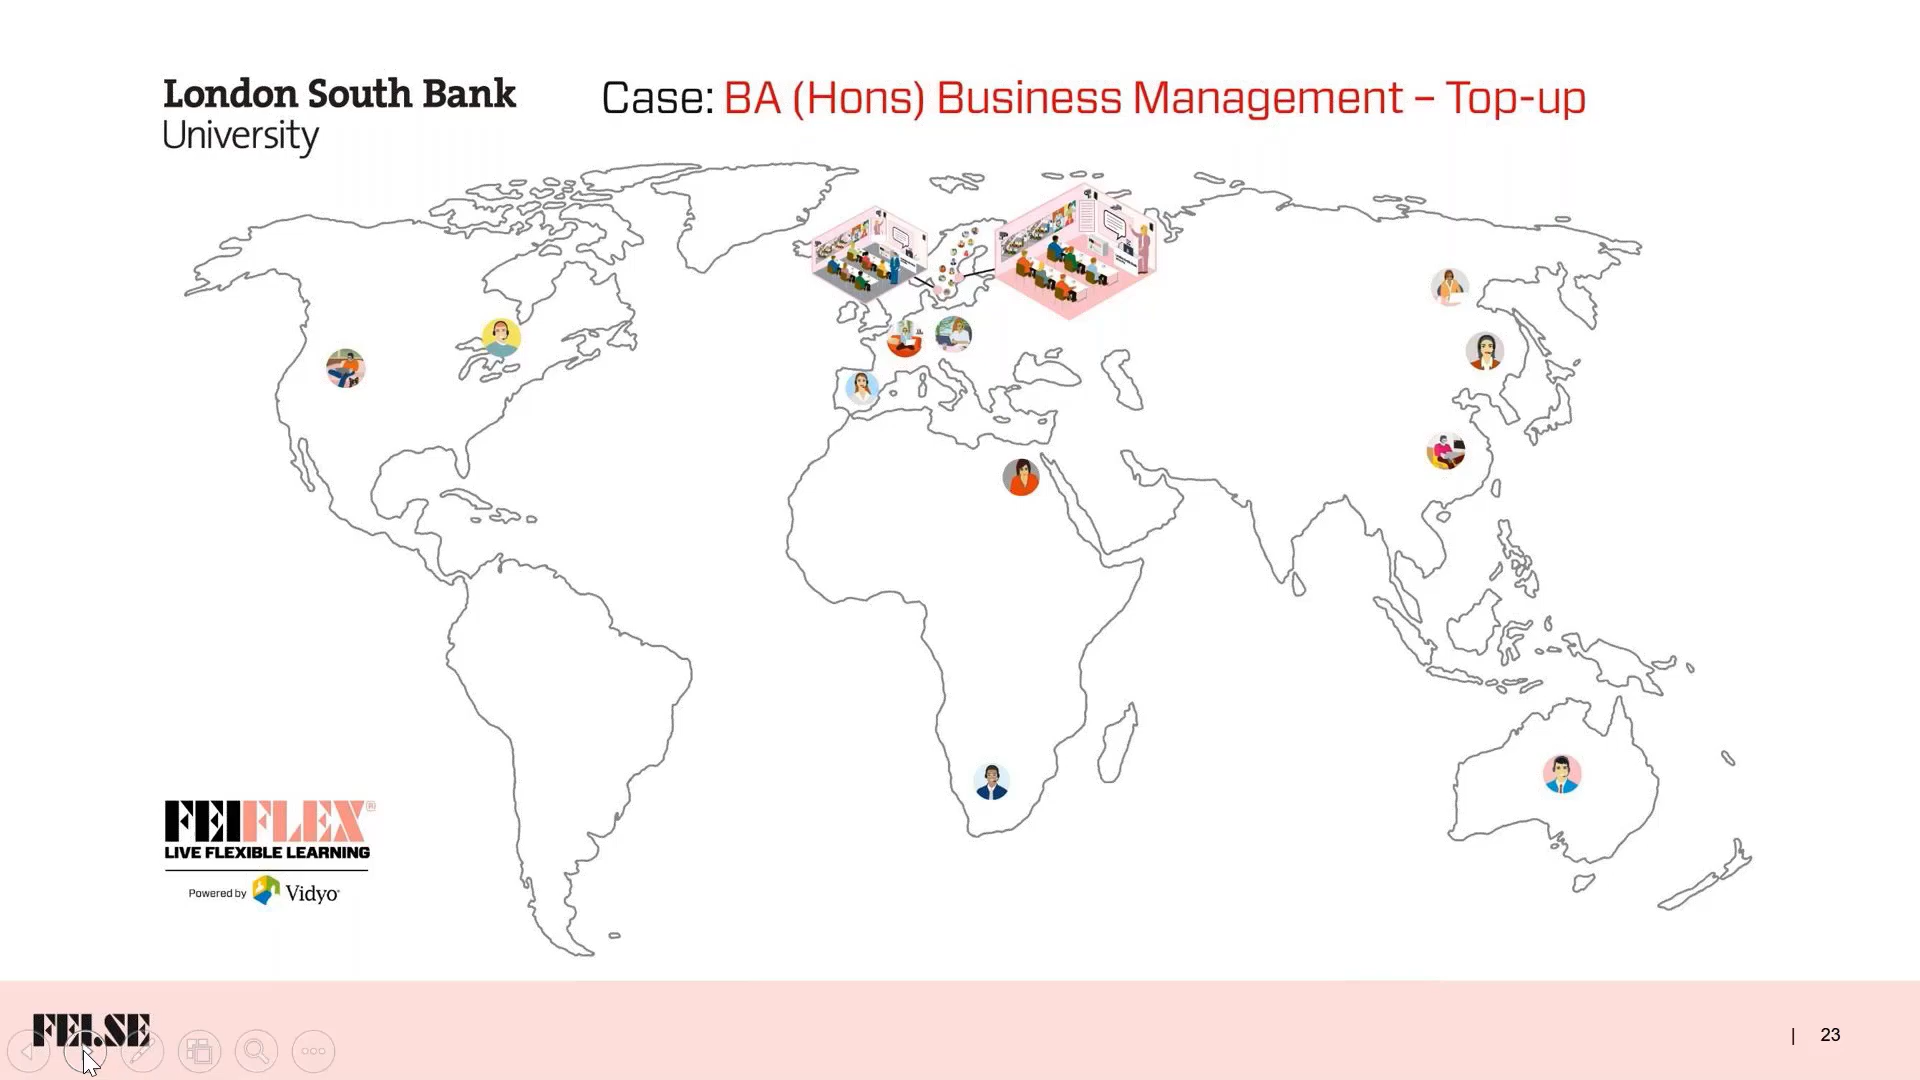 London South Bank
University
Case: BA (Hons) Business Management – Top-up
FEIFLEX®
LIVE FLEXIBLE LEARNING
Powered by Vidyo
FEI.SE
| 23